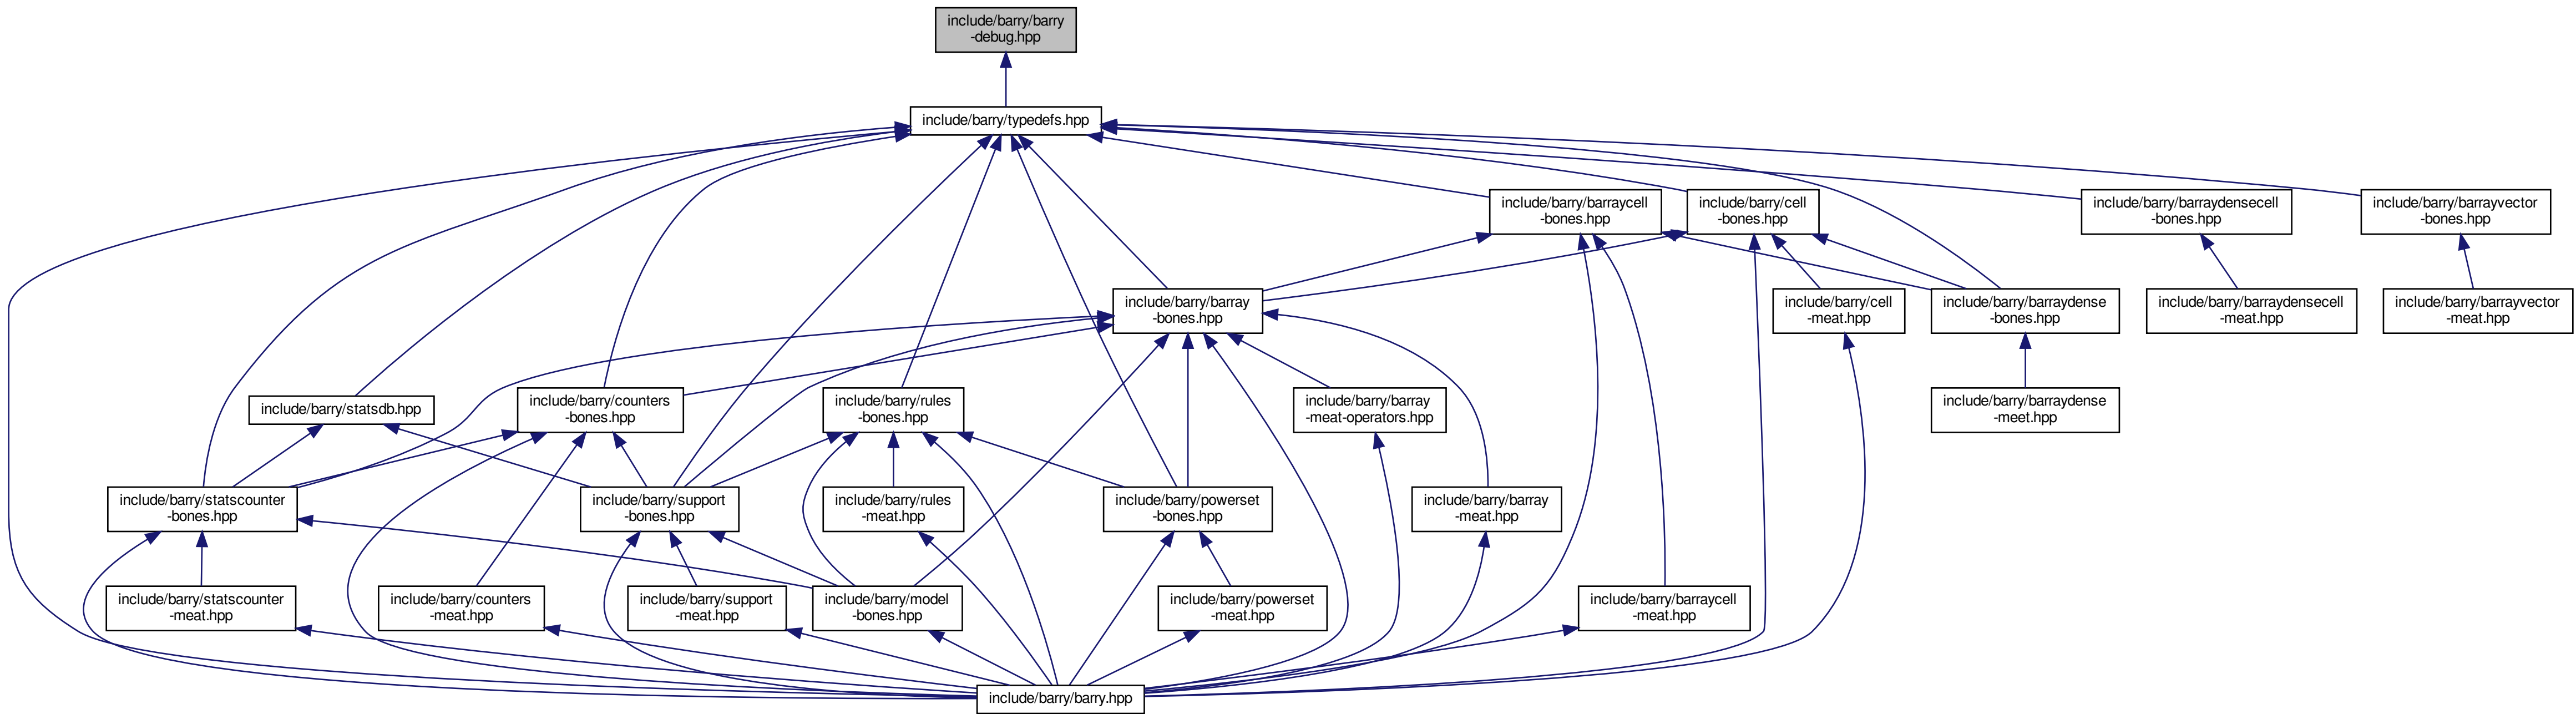 include/barry/barry
-debug.hpp
include/barry/typedefs.hpp
include/barry/barraycell
-bones.hpp
include/barry/cell
-bones.hpp
include/barry/barraydensecell
-bones.hpp
include/barry/barrayvector
-bones.hpp
include/barry/barray
-bones.hpp
include/barry/cell
-meat.hpp
include/barry/barraydense
-bones.hpp
include/barry/barraydensecell
-meat.hpp
include/barry/barrayvector
-meat.hpp
include/barry/statsdb.hpp
include/barry/counters
-bones.hpp
include/barry/rules
-bones.hpp
include/barry/barray
-meat-operators.hpp
include/barry/barraydense
-meet.hpp
include/barry/statscounter
-bones.hpp
include/barry/support
-bones.hpp
include/barry/rules
-meat.hpp
include/barry/powerset
-bones.hpp
include/barry/barray
-meat.hpp
include/barry/statscounter
-meat.hpp
include/barry/counters
-meat.hpp
include/barry/support
-meat.hpp
include/barry/model
-bones.hpp
include/barry/powerset
-meat.hpp
include/barry/barraycell
-meat.hpp
include/barry/barry.hpp